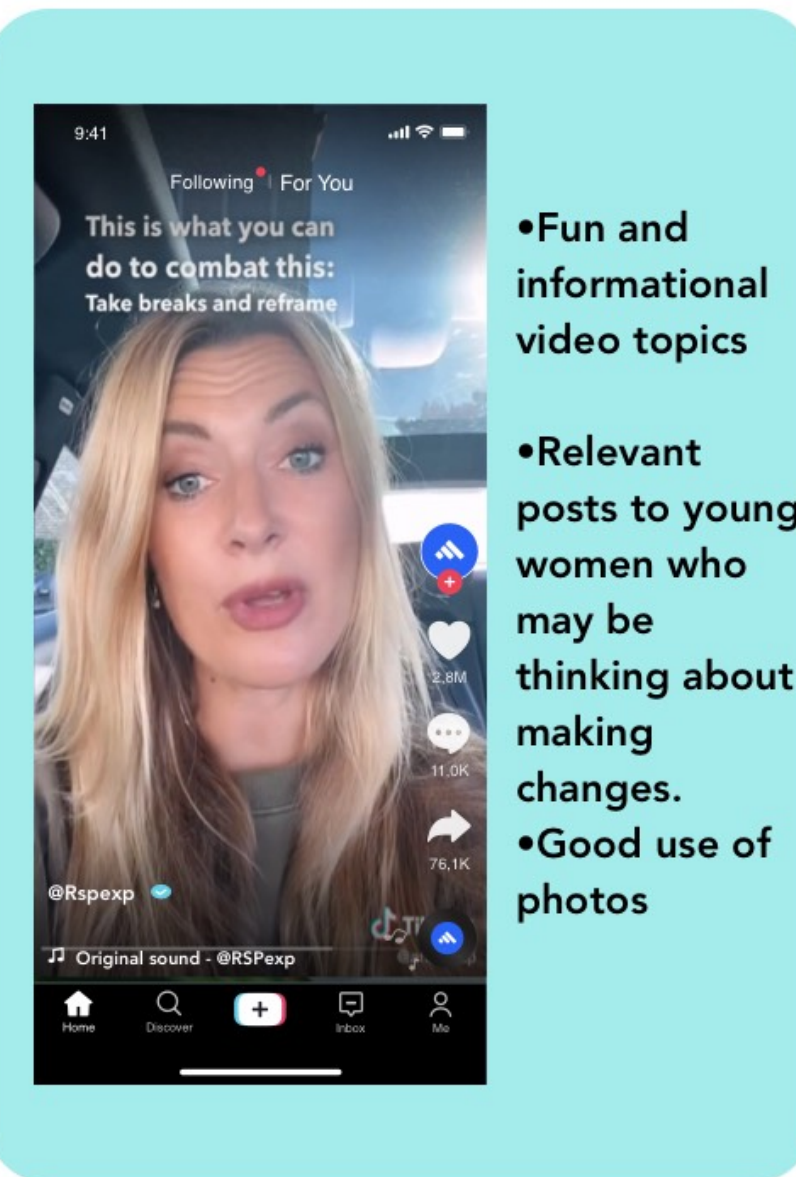 9:41
Following For You
This is what you can
do to combat this:
Take breaks and reframe
2,8M
11,0K
76,1K
@Rspexp
Original sound - @RSPexp
Home Discover Inbox Me
•Fun and
informational
video topics
•Relevant
posts to young
women who
may be
thinking about
making
changes.
•Good use of
photos